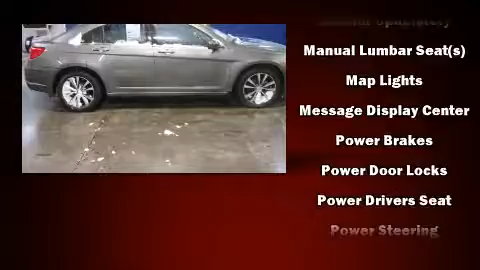 Manual Lumbar Seat(s)
Map Lights
Message Display Center
Power Brakes
Power Door Locks
Power Drivers Seat
Power Steering